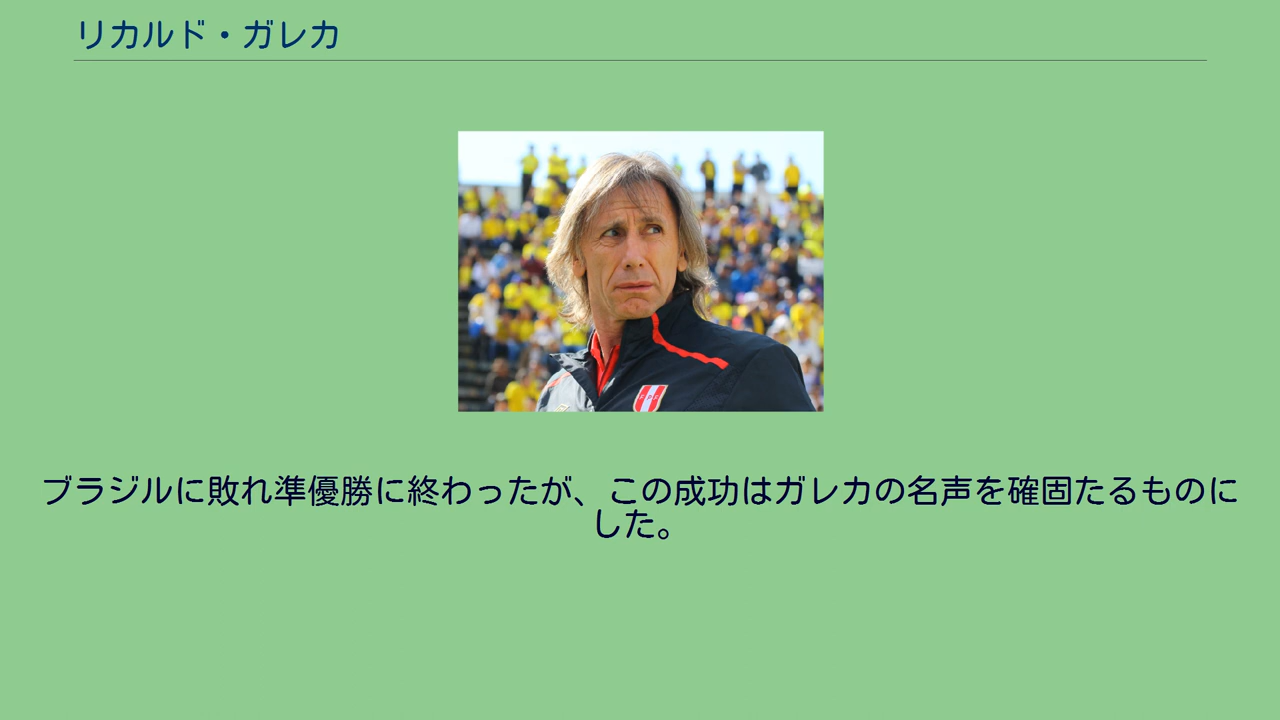 リカルド・ガレカ
ブラジルに敗れ準優勝に終わったが、この成功はガレカの名声を確固たるものに
した。